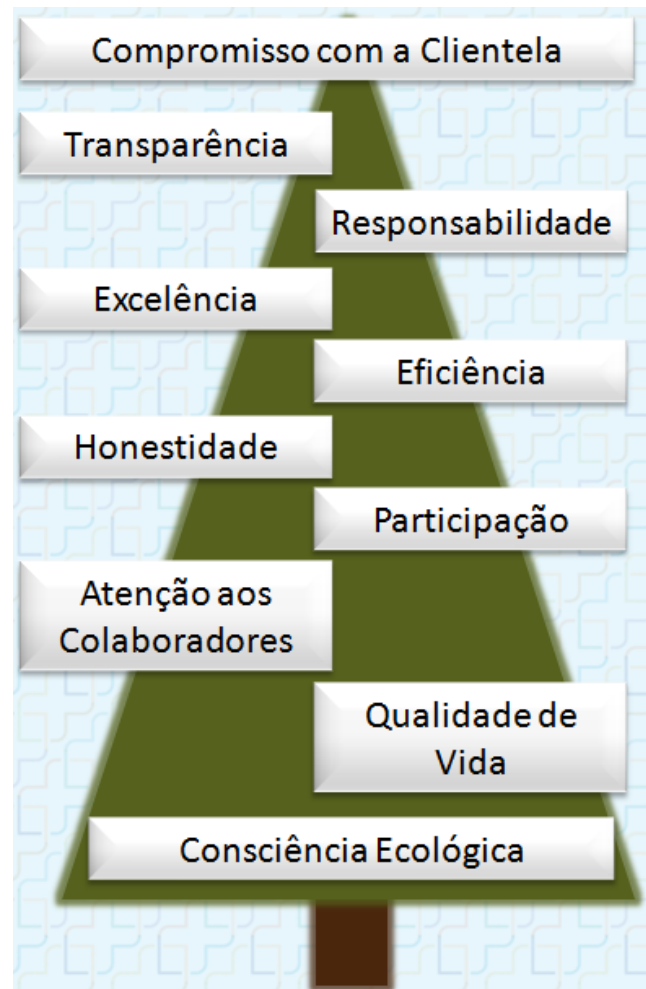 Compromisso com a Clientela
Transparência
Responsabilidade
Excelência
Eficiência
Honestidade
Participação
Atenção aos
Colaboradores
Qualidade de
Vida
Consciência Ecológica